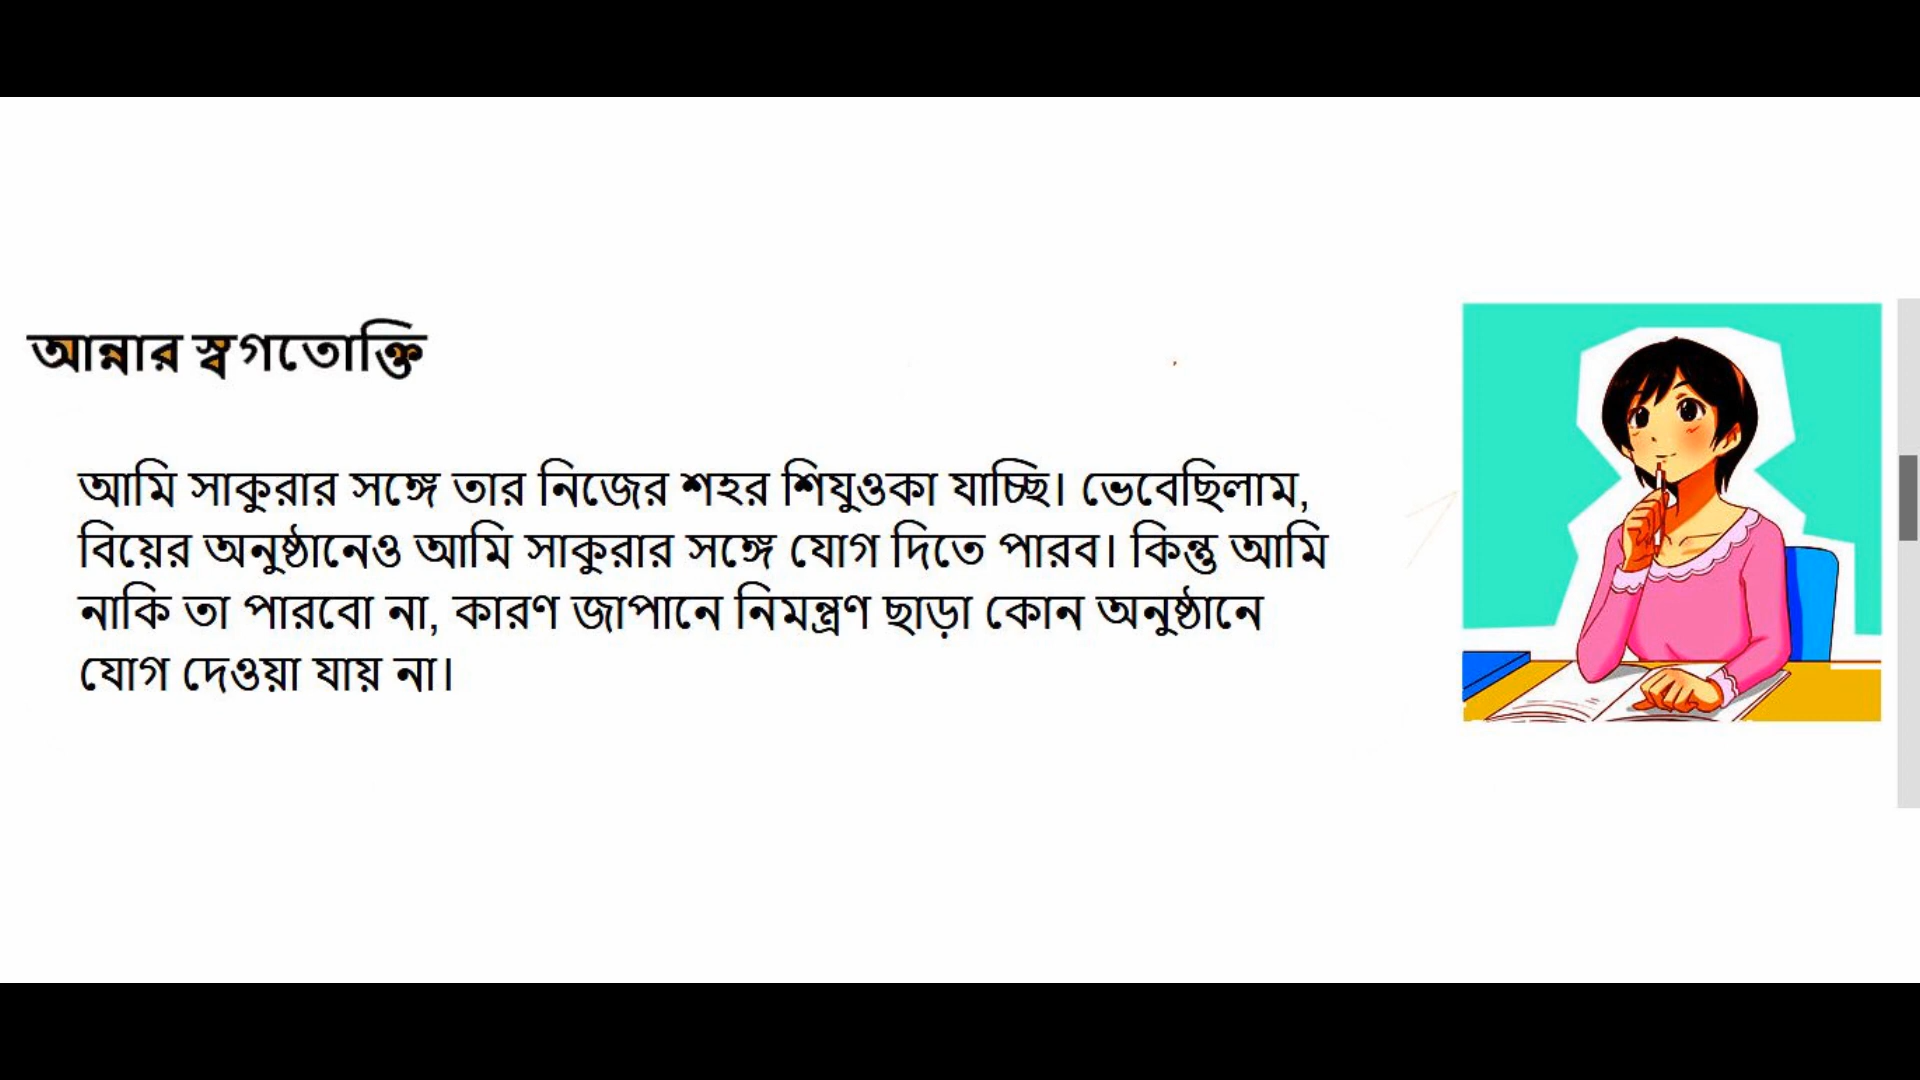 আন্নার স্বগতোক্তি
আমি সাকুরার সঙ্গে তার নিজের শহর শিযুওকা যাচ্ছি। ভেবেছিলাম,
বিয়ের অনুষ্ঠানেও আমি সাকুরার সঙ্গে যোগ দিতে পারব। কিন্তু আমি
নাকি তা পারবো না, কারণ জাপানে নিমন্ত্রণ ছাড়া কোন অনুষ্ঠানে
যোগ দেওয়া যায় না।